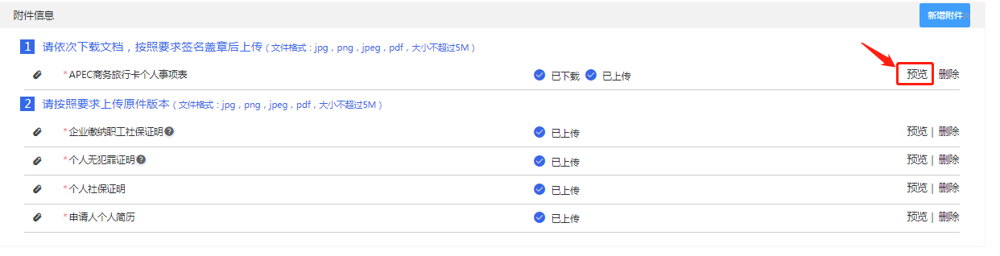 附件信息 新增附件
1 请依次下载文档，按照要求签名盖章后上传（文件格式：jpg，png，jpeg，pdf，大小不超过5M）
*APEC商务旅行卡个人事项表 已下载 已上传 预览 删除
2 请按照要求上传原件版本（文件格式：jpg，png，jpeg，pdf，大小不超过5M）
*企业缴纳职工社保证明? 已上传 预览 | 删除
*个人无犯罪证明? 已上传 预览 | 删除
*个人社保证明 已上传 预览 | 删除
*申请人个人简历 已上传 预览 | 删除